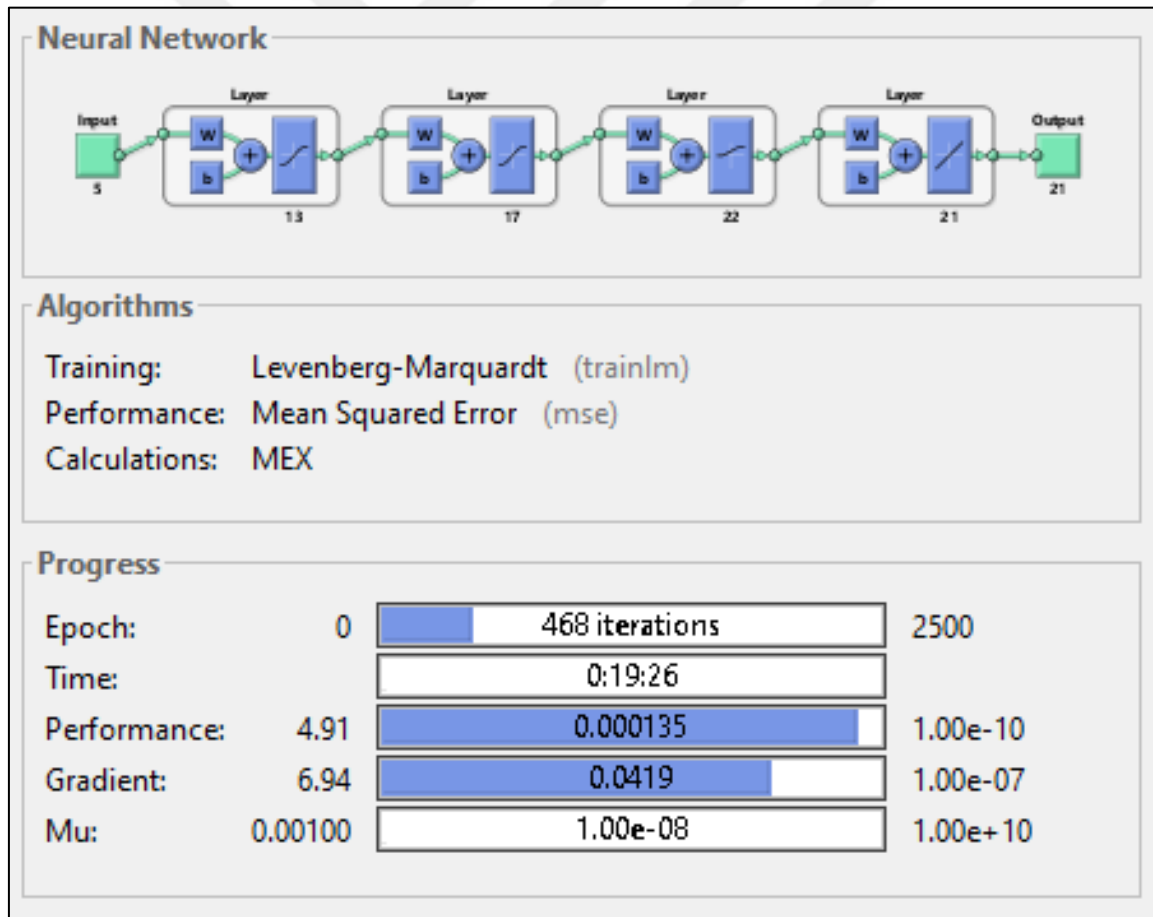 Neural Network
Layer Layer Layer Layer
Input Output
W W W W
+ + + +
b b b b
5 21
13 17 22 21
Algorithms
Training: Levenberg-Marquardt (trainlm)
Performance: Mean Squared Error (mse)
Calculations: MEX
Progress
Epoch: 0 468 iterations 2500
Time: 0:19:26
Performance: 4.91 0.000135 1.00e-10
Gradient: 6.94 0.0419 1.00e-07
Mu: 0.00100 1.00e-08 1.00e+10